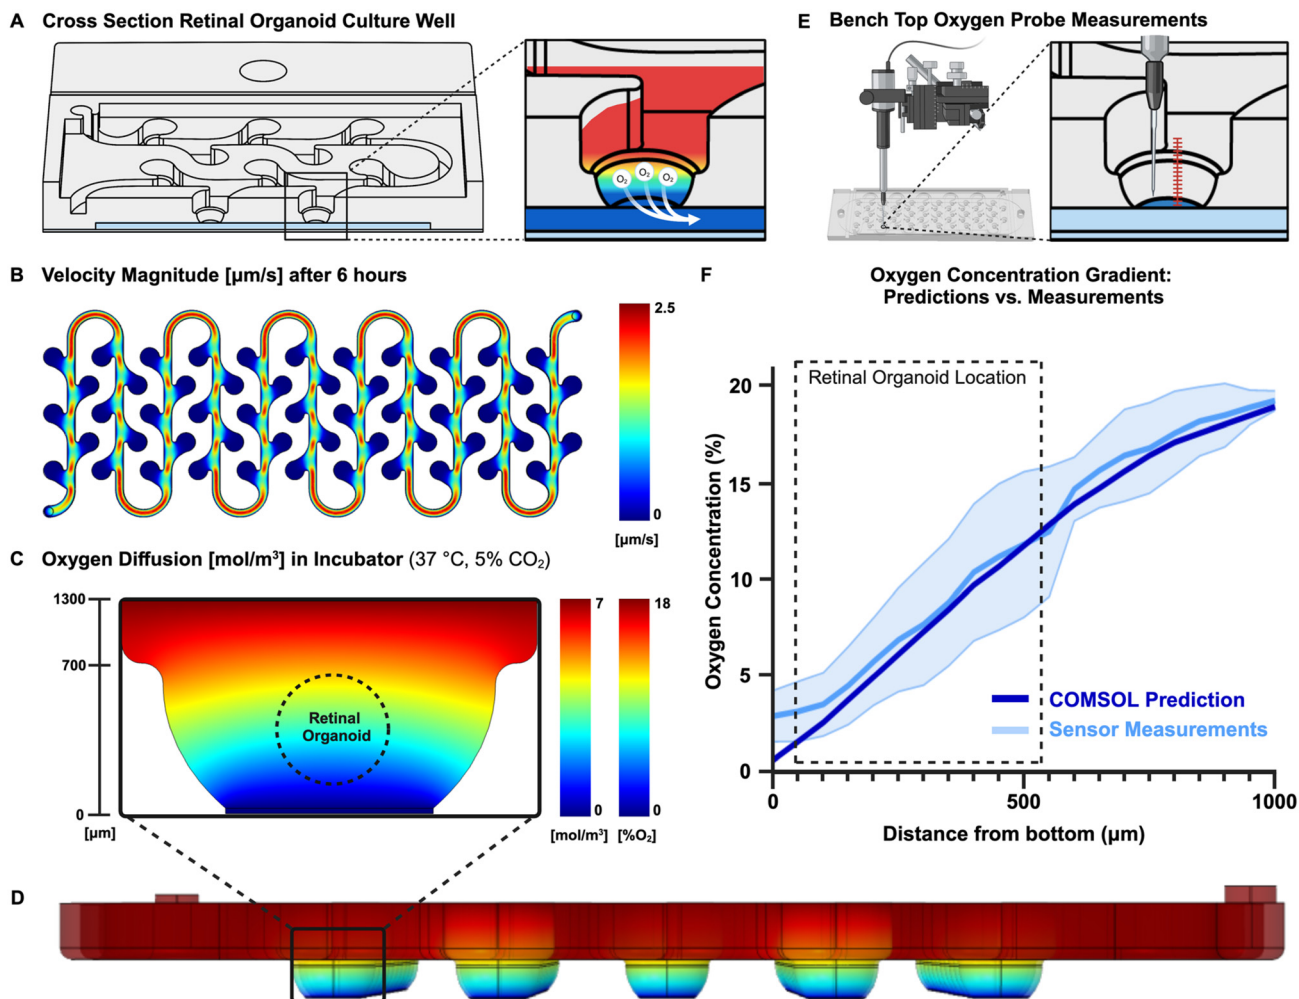 A Cross Section Retinal Organoid Culture Well
O₂ O₂ O₂
E Bench Top Oxygen Probe Measurements
B Velocity Magnitude [µm/s] after 6 hours
2.5
0
[µm/s]
C Oxygen Diffusion [mol/m³] in Incubator (37 °C, 5% CO₂)
1300
700
0
[µm]
Retinal
Organoid
7
0
[mol/m³]
18
0
[%O₂]
D
F Oxygen Concentration Gradient:
Predictions vs. Measurements
Retinal Organoid Location
Oxygen Concentration (%)
20
15
10
5
0
COMSOL Prediction
Sensor Measurements
0 500 1000
Distance from bottom (µm)